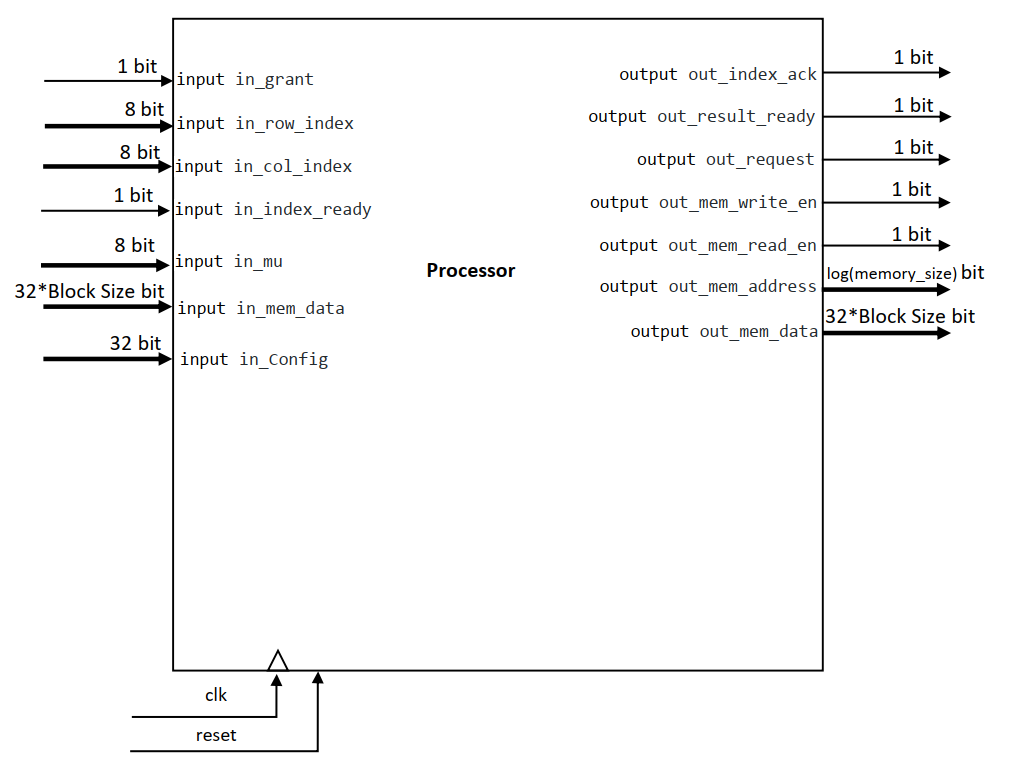 1 bit
input in_grant
8 bit
input in_row_index
8 bit
input in_col_index
1 bit
input in_index_ready
8 bit
input in_mu
32*Block Size bit
input in_mem_data
32 bit
input in_Config
Processor
1 bit
output out_index_ack
1 bit
output out_result_ready
1 bit
output out_request
1 bit
output out_mem_write_en
1 bit
output out_mem_read_en
log(memory_size) bit
output out_mem_address
32*Block Size bit
output out_mem_data
clk
reset